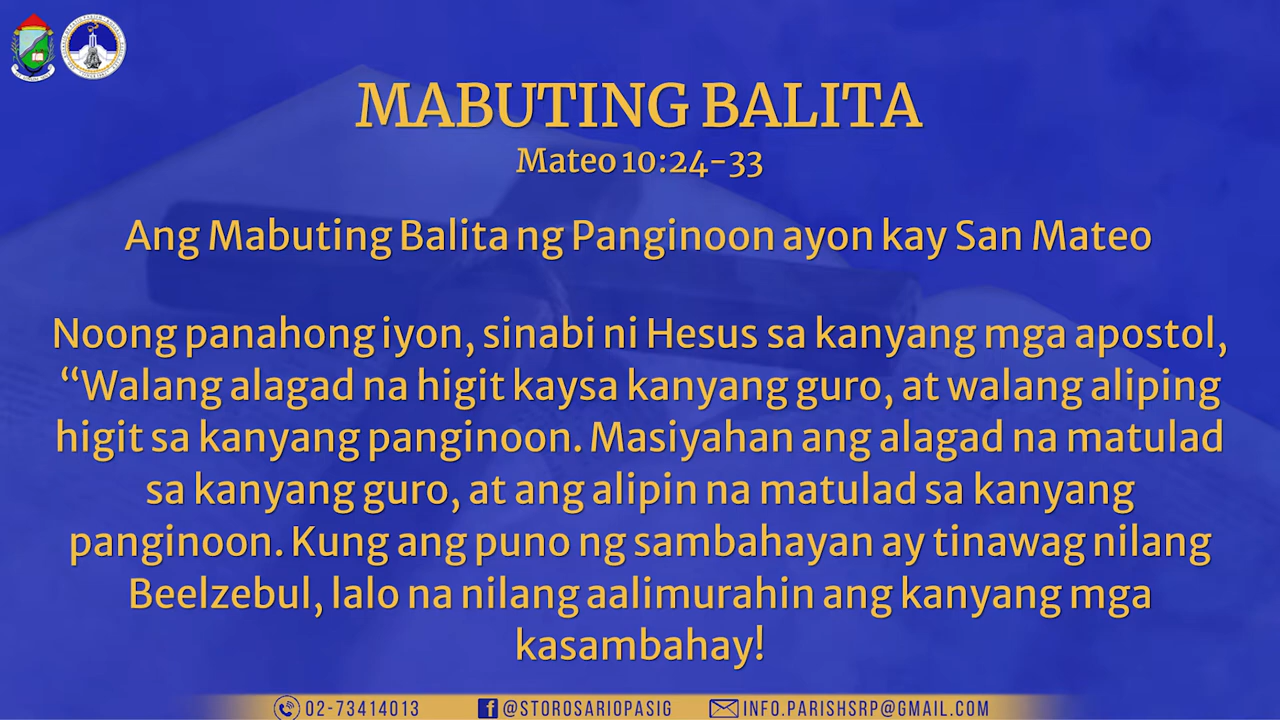 MABUTING BALITA
Mateo 10:24-33
Ang Mabuting Balita ng Panginoon ayon kay San Mateo
Noong panahong iyon, sinabi ni Hesus sa kanyang mga apostol,
“Walang alagad na higit kaysa kanyang guro, at walang aliping
higit sa kanyang panginoon. Masiyahan ang alagad na matulad
sa kanyang guro, at ang alipin na matulad sa kanyang
panginoon. Kung ang puno ng sambahayan ay tinawag nilang
Beelzebul, lalo na nilang aalimurahin ang kanyang mga
kasambahay!
02-73414013 @STOROSARIOPASIG INFO.PARISHSRP@GMAIL.COM